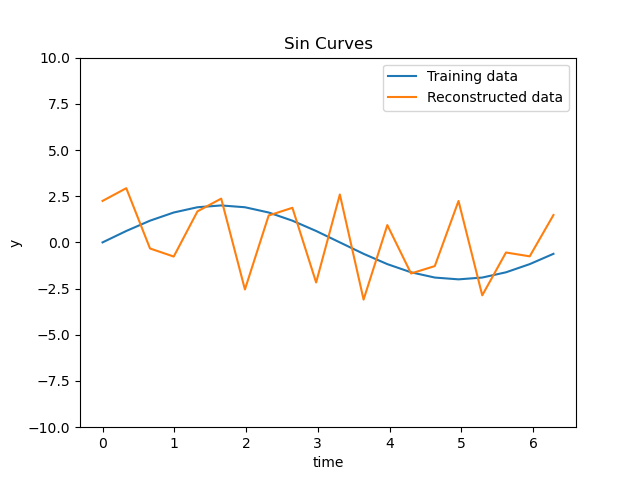 Sin Curves
Training data
Reconstructed data
10.0
7.5
5.0
2.5
0.0
−2.5
−5.0
−7.5
−10.0
y
0 1 2 3 4 5 6
time